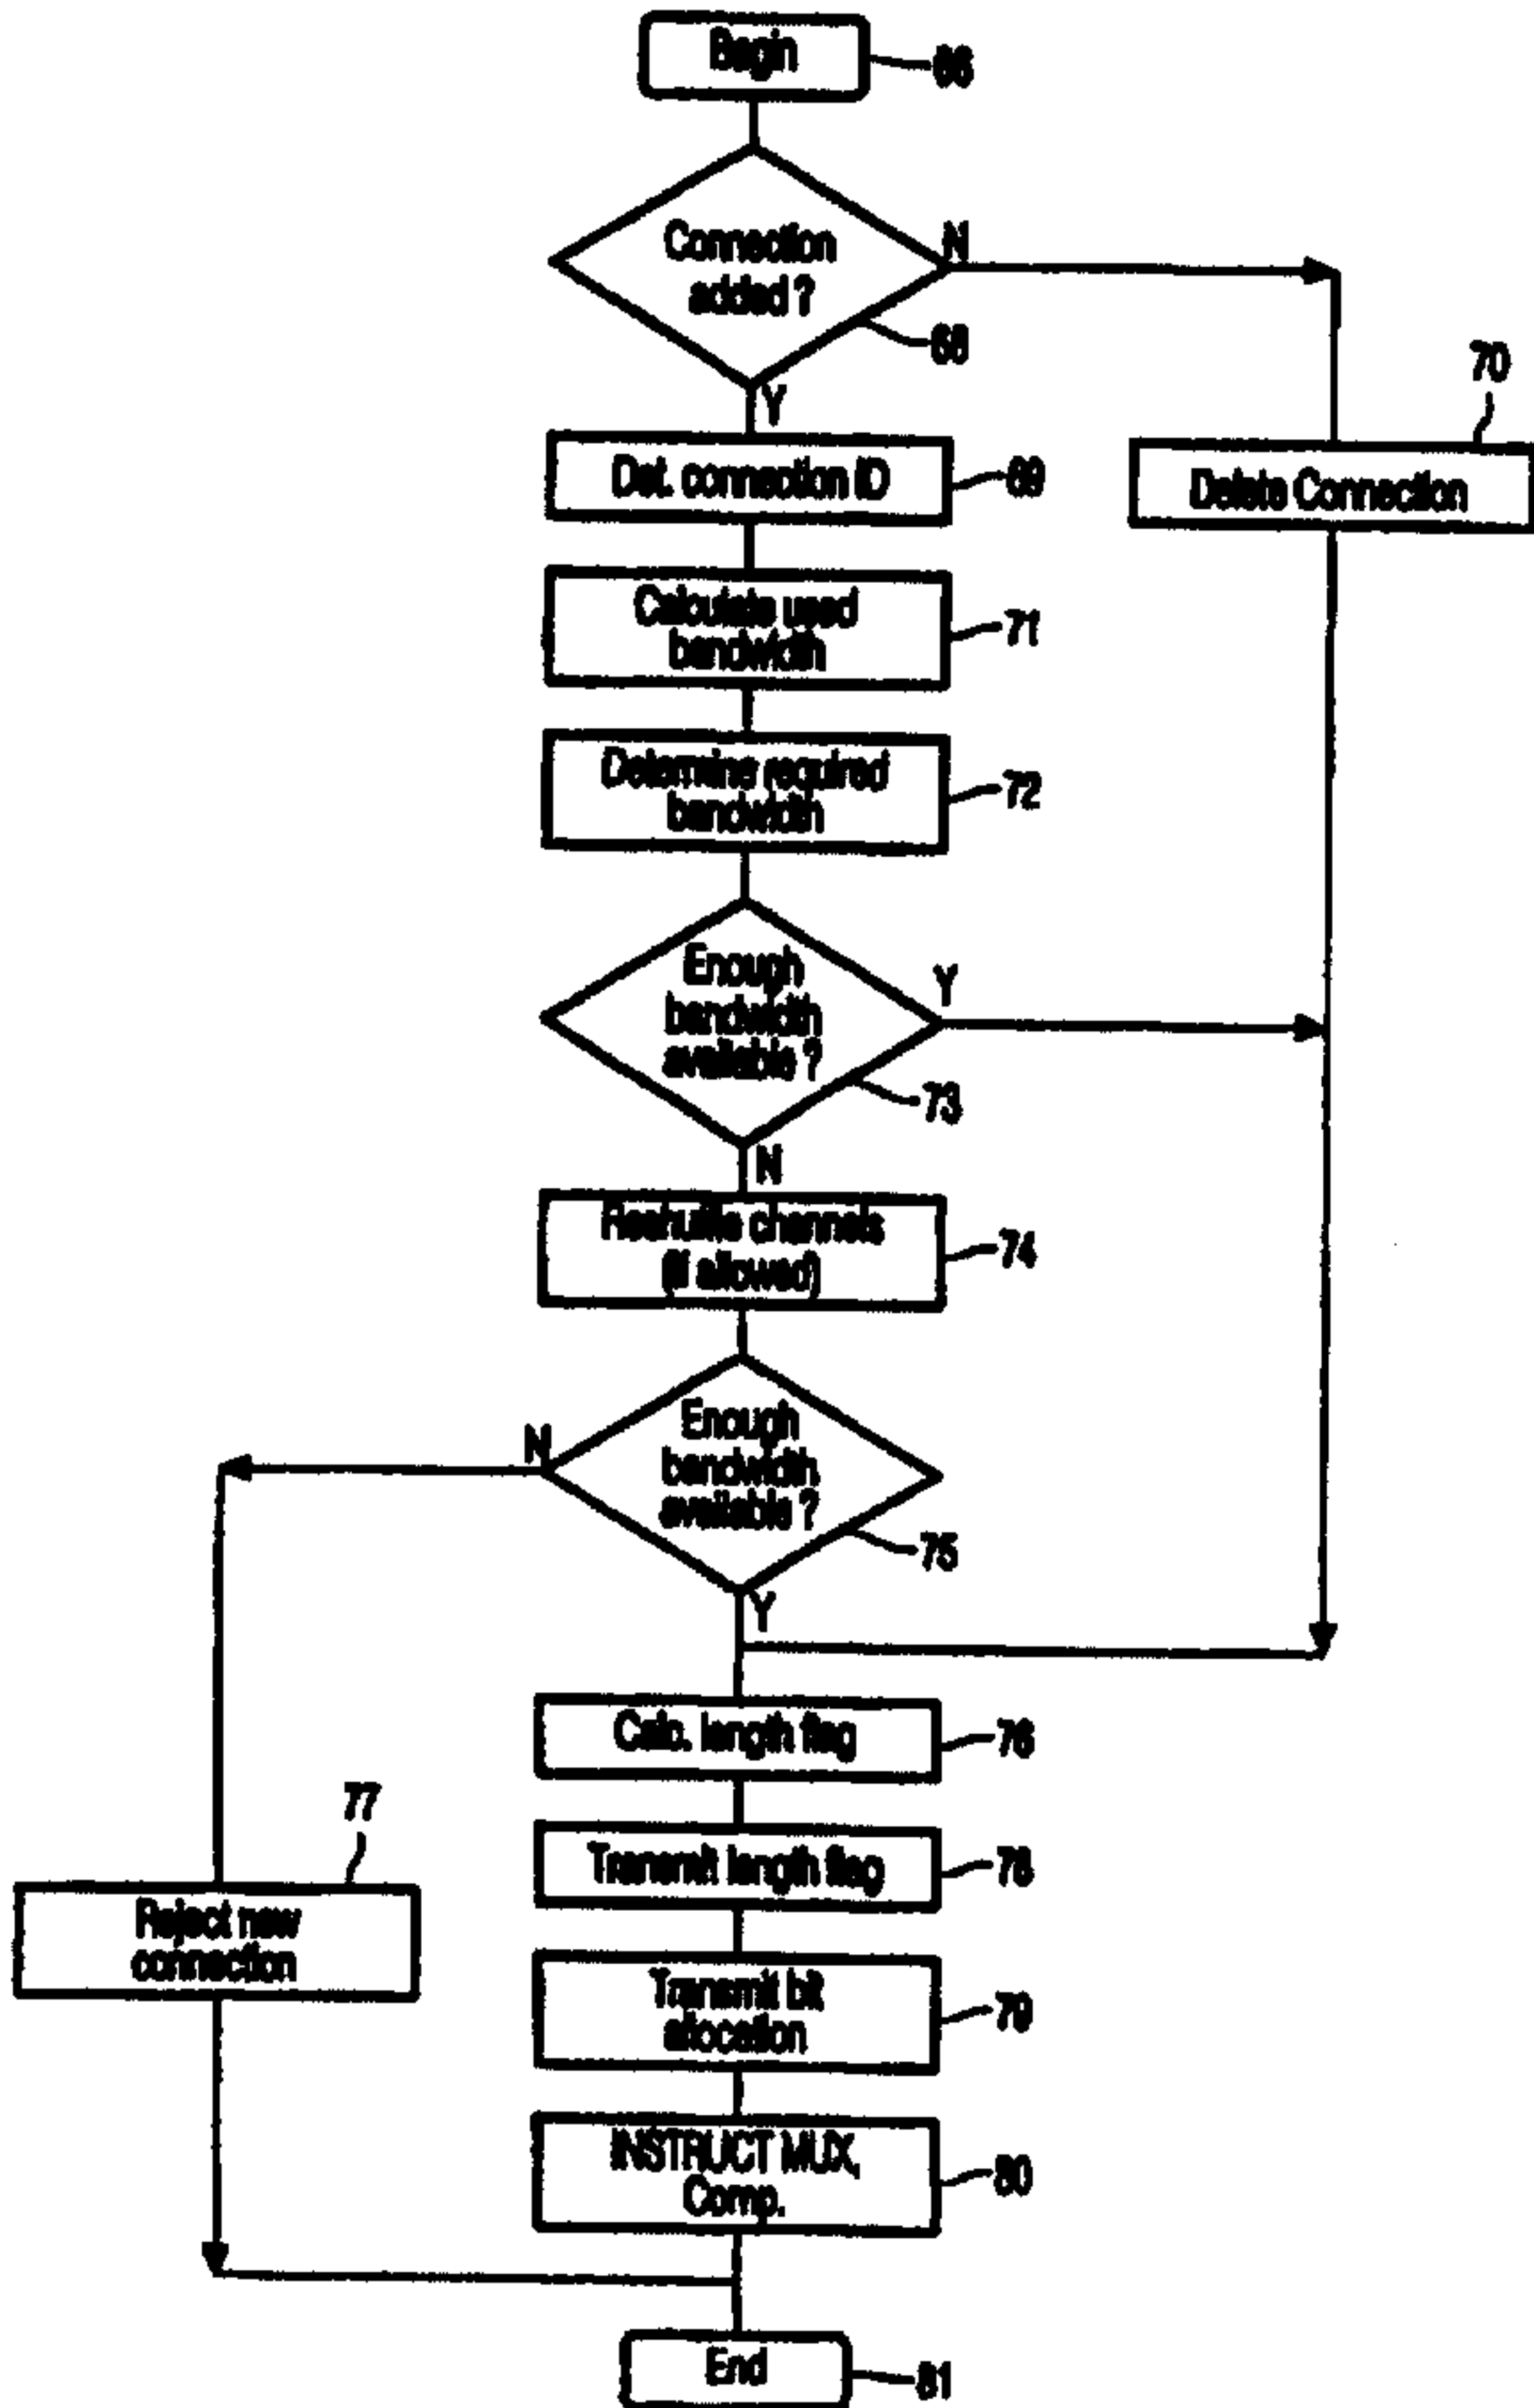 Begin
66
Connection
added ?
N
68
Y
Det. connection ID
69
70
Delete Connection
Calculate used
bandwidth
71
Determine required
bandwidth
72
Enough
bandwidth
available ?
Y
73
N
Reshuffle channels
(if allowed)
74
Enough
bandwidth
available ?
N
75
Y
Calc. length flag
76
77
Transmit length flag
78
Reject new
connection
Transmit bit
allocation
79
INSTRUCT MUX,
Comp.
80
End
81